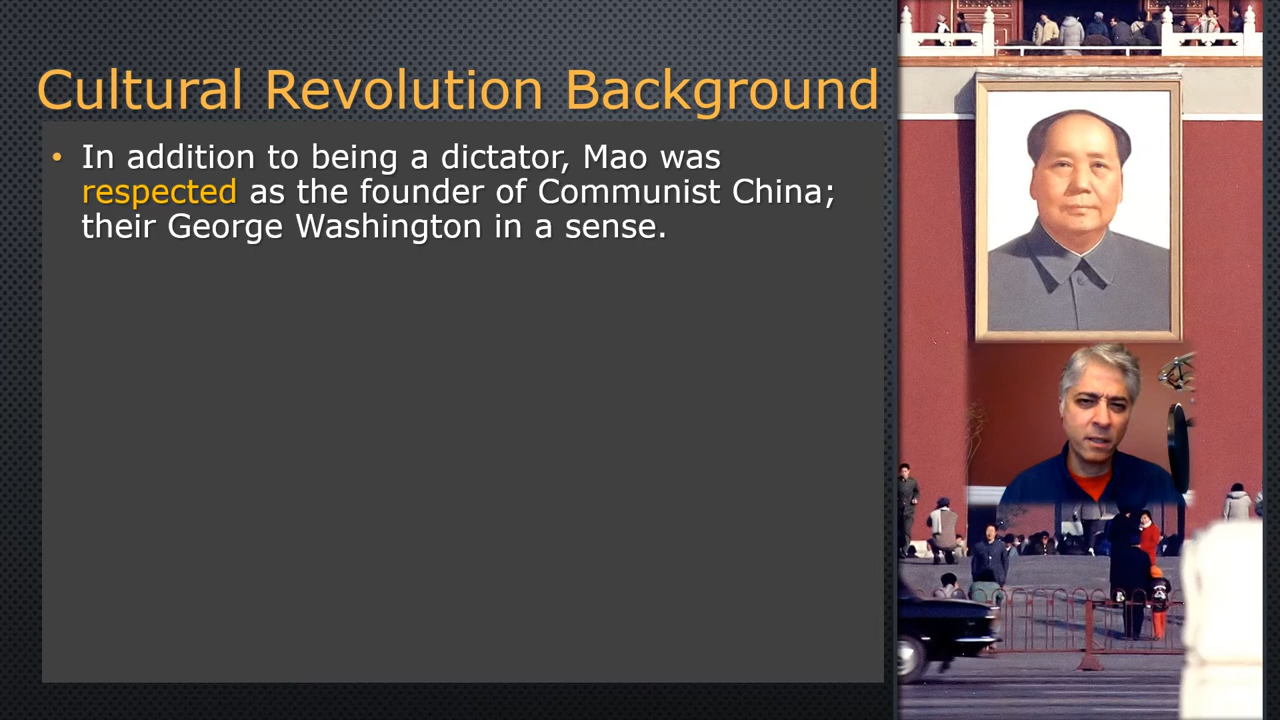 Cultural Revolution Background
• In addition to being a dictator, Mao was
respected as the founder of Communist China;
their George Washington in a sense.